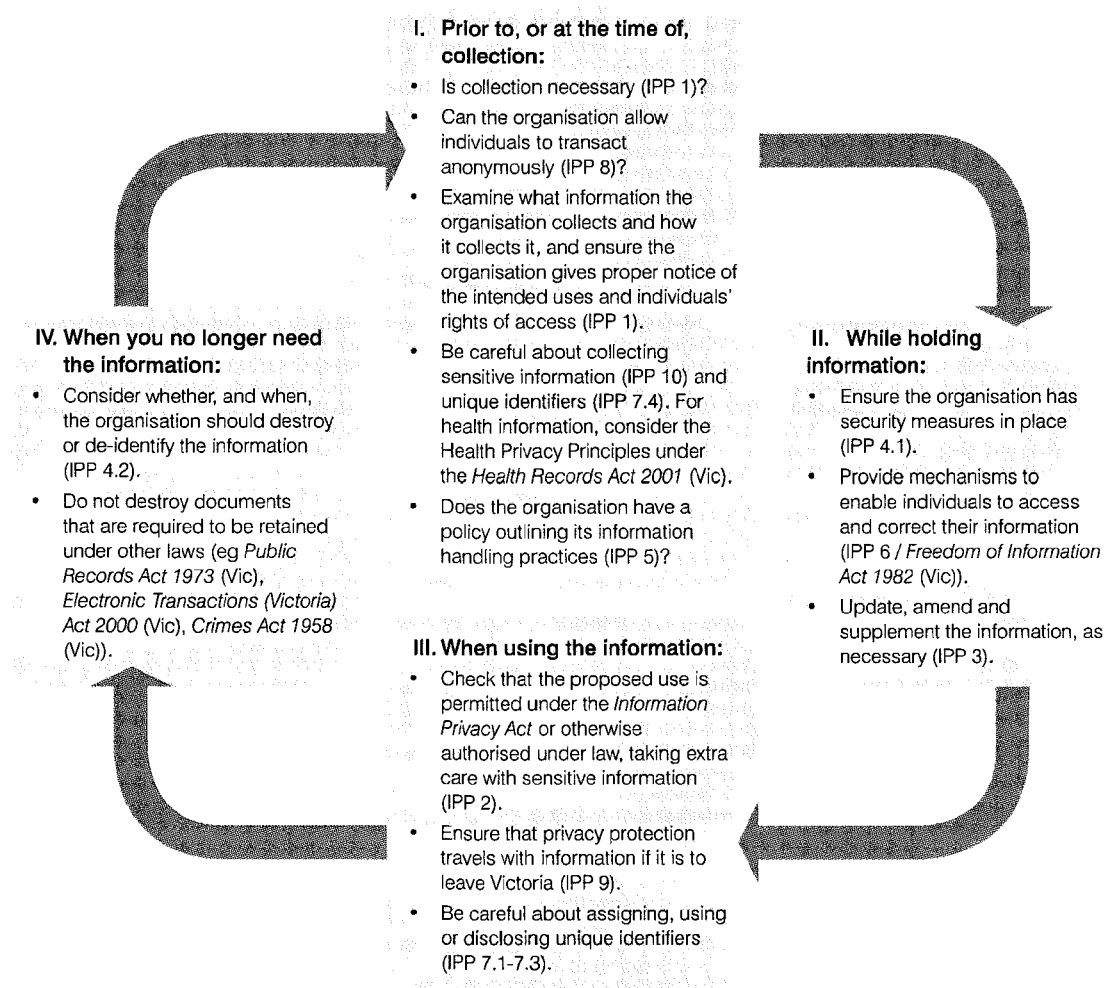 I. Prior to, or at the time of,
collection:
• Is collection necessary (IPP 1)?
• Can the organisation allow
individuals to transact
anonymously (IPP 8)?
• Examine what information the
organisation collects and how
it collects it, and ensure the
organisation gives proper notice of
the intended uses and individuals'
rights of access (IPP 1).
• Be careful about collecting
sensitive information (IPP 10) and
unique identifiers (IPP 7.4). For
health information, consider the
Health Privacy Principles under
the Health Records Act 2001 (Vic).
• Does the organisation have a
policy outlining its information
handling practices (IPP 5)?
II. While holding
information:
• Ensure the organisation has
security measures in place
(IPP 4.1).
• Provide mechanisms to
enable individuals to access
and correct their information
(IPP 6 / Freedom of Information
Act 1982 (Vic)).
• Update, amend and
supplement the information, as
necessary (IPP 3).
III. When using the information:
• Check that the proposed use is
permitted under the Information
Privacy Act or otherwise
authorised under law, taking extra
care with sensitive information
(IPP 2).
• Ensure that privacy protection
travels with information if it is to
leave Victoria (IPP 9).
• Be careful about assigning, using
or disclosing unique identifiers
(IPP 7.1-7.3).
IV. When you no longer need
the information:
• Consider whether, and when,
the organisation should destroy
or de-identify the information
(IPP 4.2).
• Do not destroy documents
that are required to be retained
under other laws (eg Public
Records Act 1973 (Vic),
Electronic Transactions (Victoria)
Act 2000 (Vic), Crimes Act 1958
(Vic)).